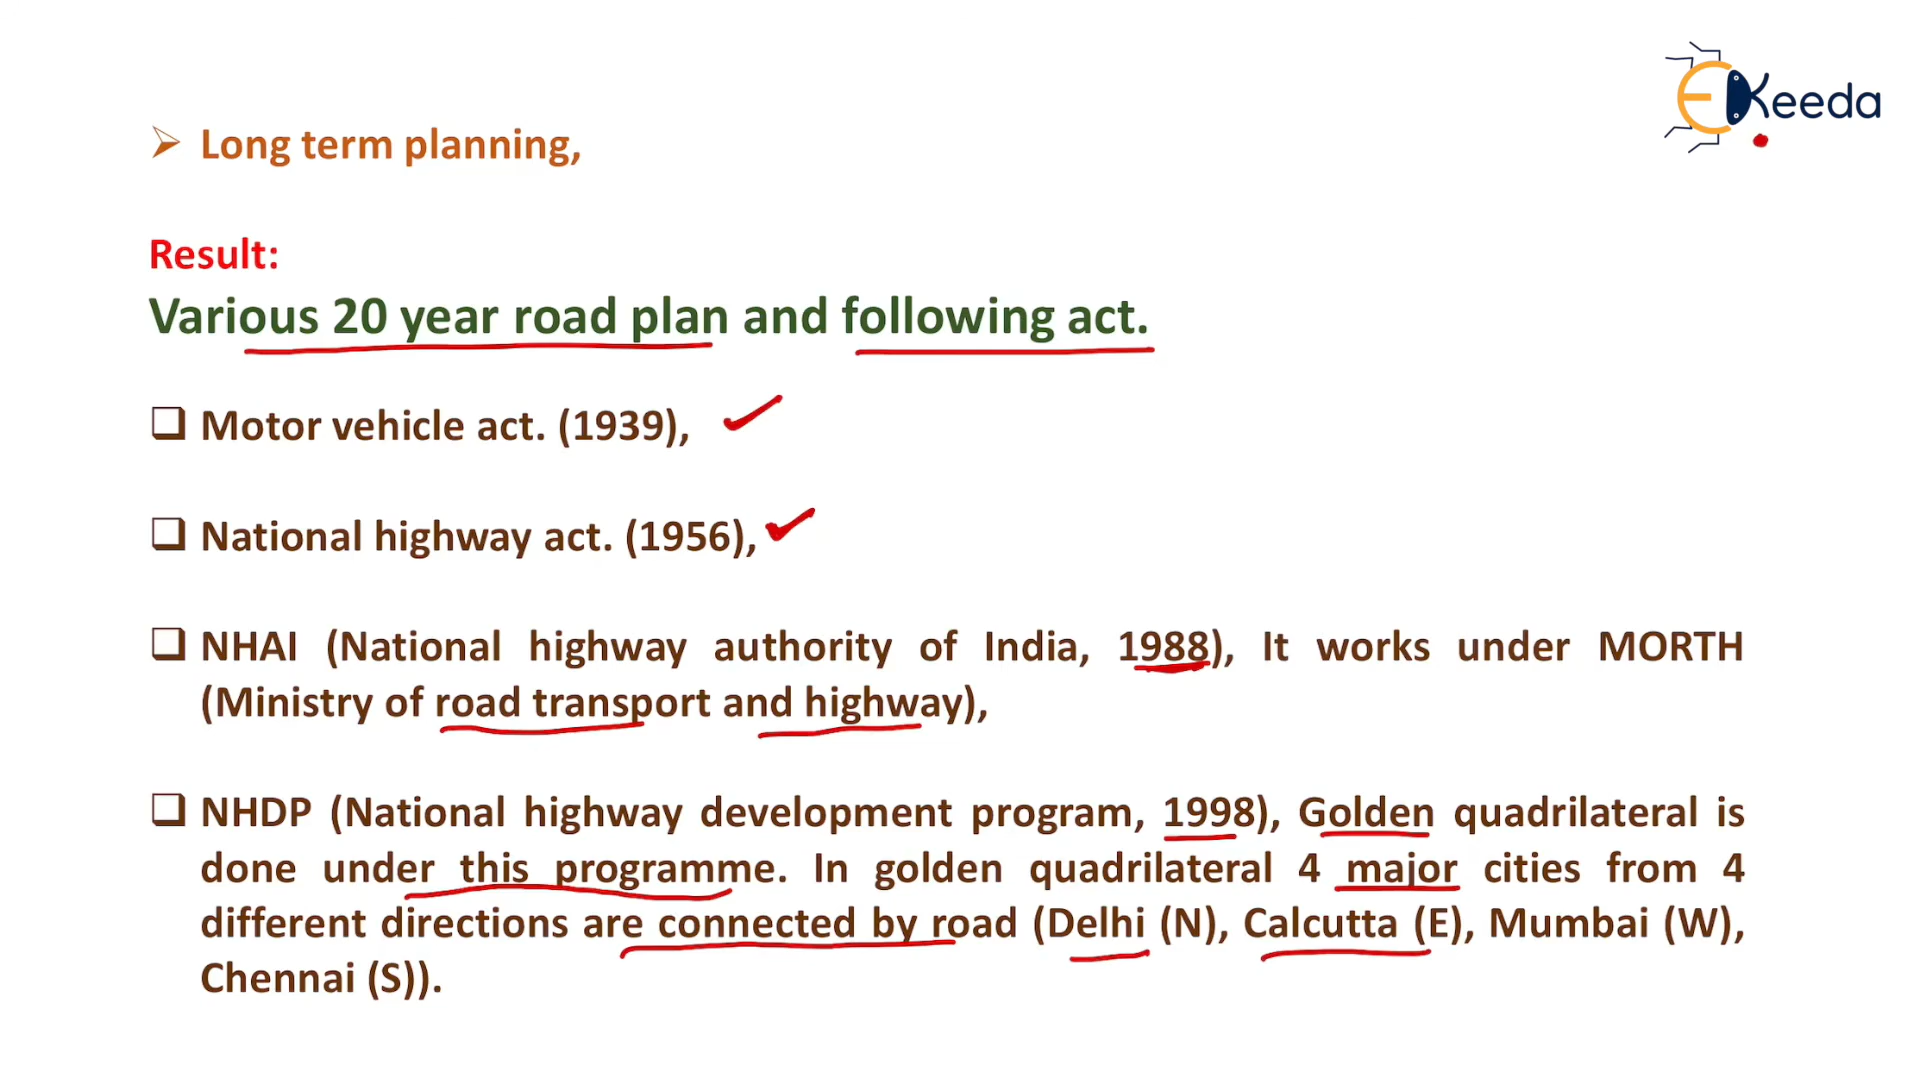 EKeeda
Long term planning,
Result:
Various 20 year road plan and following act.
Motor vehicle act. (1939),
National highway act. (1956),
NHAI (National highway authority of India, 1988), It works under MORTH
(Ministry of road transport and highway),
NHDP (National highway development program, 1998), Golden quadrilateral is
done under this programme. In golden quadrilateral 4 major cities from 4
different directions are connected by road (Delhi (N), Calcutta (E), Mumbai (W),
Chennai (S)).